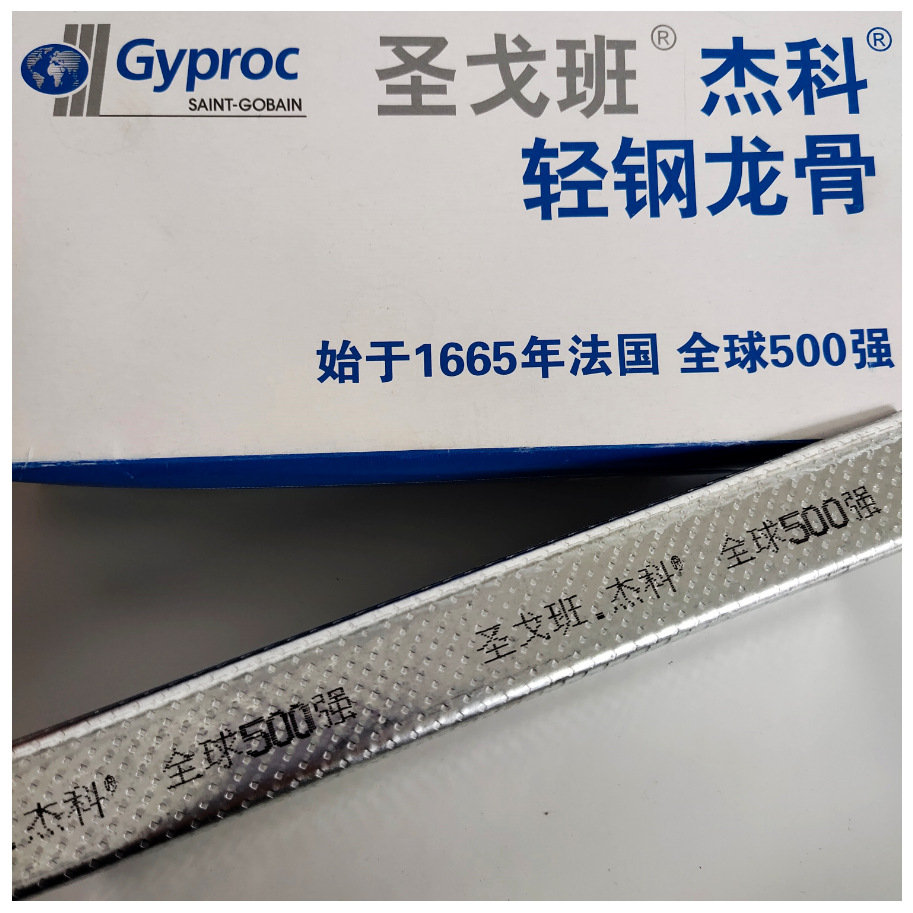 Gyproc
SAINT-GOBAIN
圣戈班® 杰科®
轻钢龙骨
始于1665年法国 全球500强
.杰科® 全球500强 圣戈班.杰科® 全球500强